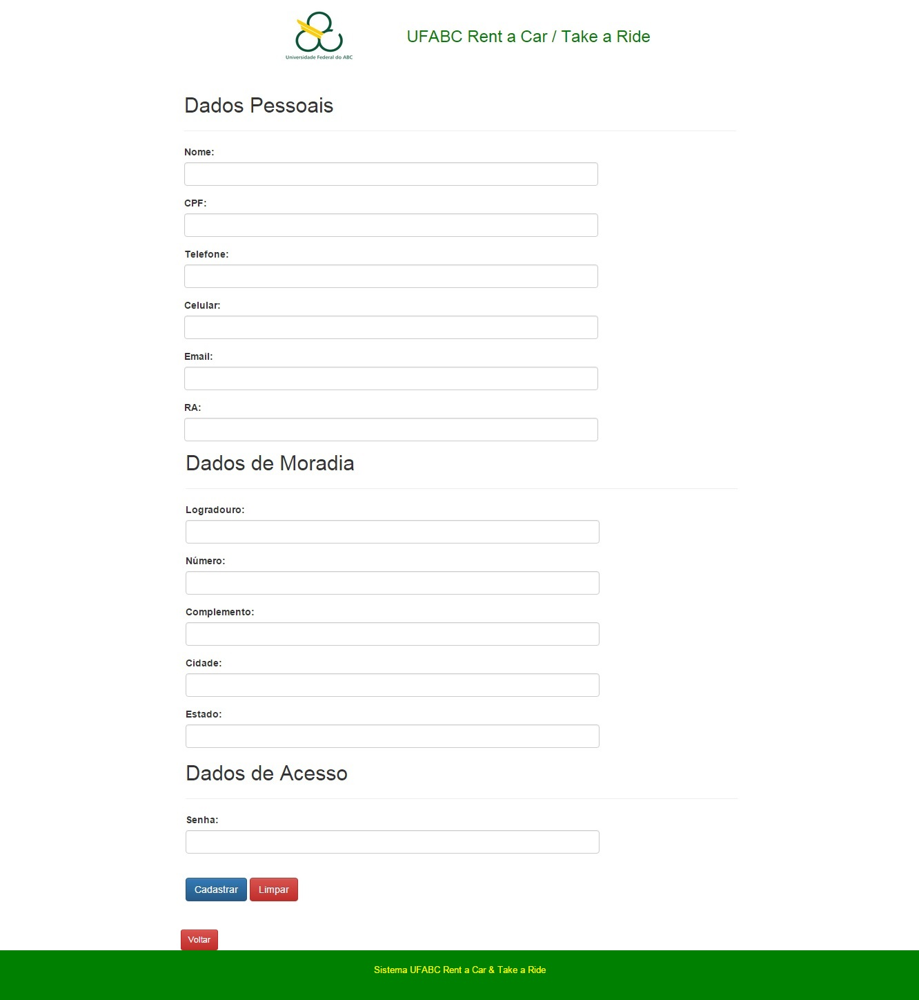 Universidade Federal do ABC
UFABC Rent a Car / Take a Ride
Dados Pessoais
Nome:
CPF:
Telefone:
Celular:
Email:
RA:
Dados de Moradia
Logradouro:
Número:
Complemento:
Cidade:
Estado:
Dados de Acesso
Senha:
Cadastrar Limpar
Voltar
Sistema UFABC Rent a Car & Take a Ride